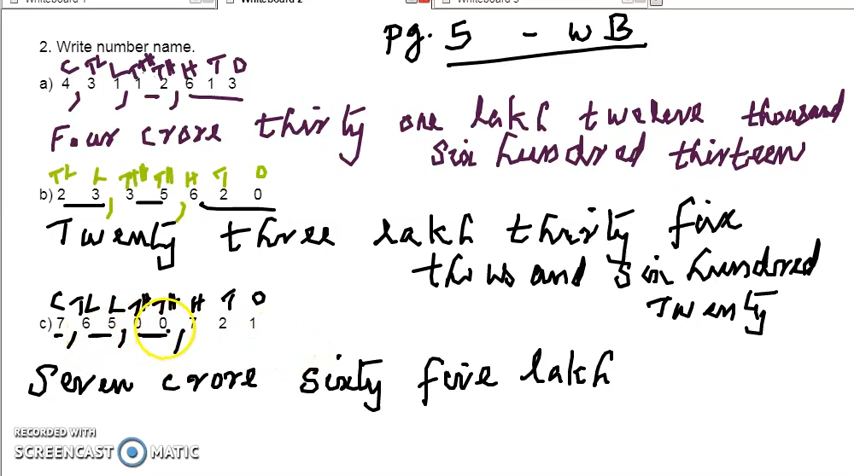 Whiteboard 1 Whiteboard 2 Whiteboard 3
pg. 5 - WB
2. Write number name.
C TL L TTH TH H T O
a) 4, 3 1, 1 2, 6 1 3
Four crore thirty one lakh twelve thousand
six hundred thirteen
TL L TTH TH H T O
b) 2 3, 3 5, 6 2 0
Twenty three lakh thirty five
thousand six hundred
Twenty
C TL L TTH TH H T O
c) 7, 6 5, 0 0, 7 2 1
Seven crore sixty five lakh
RECORDED WITH
SCREENCAST MATIC